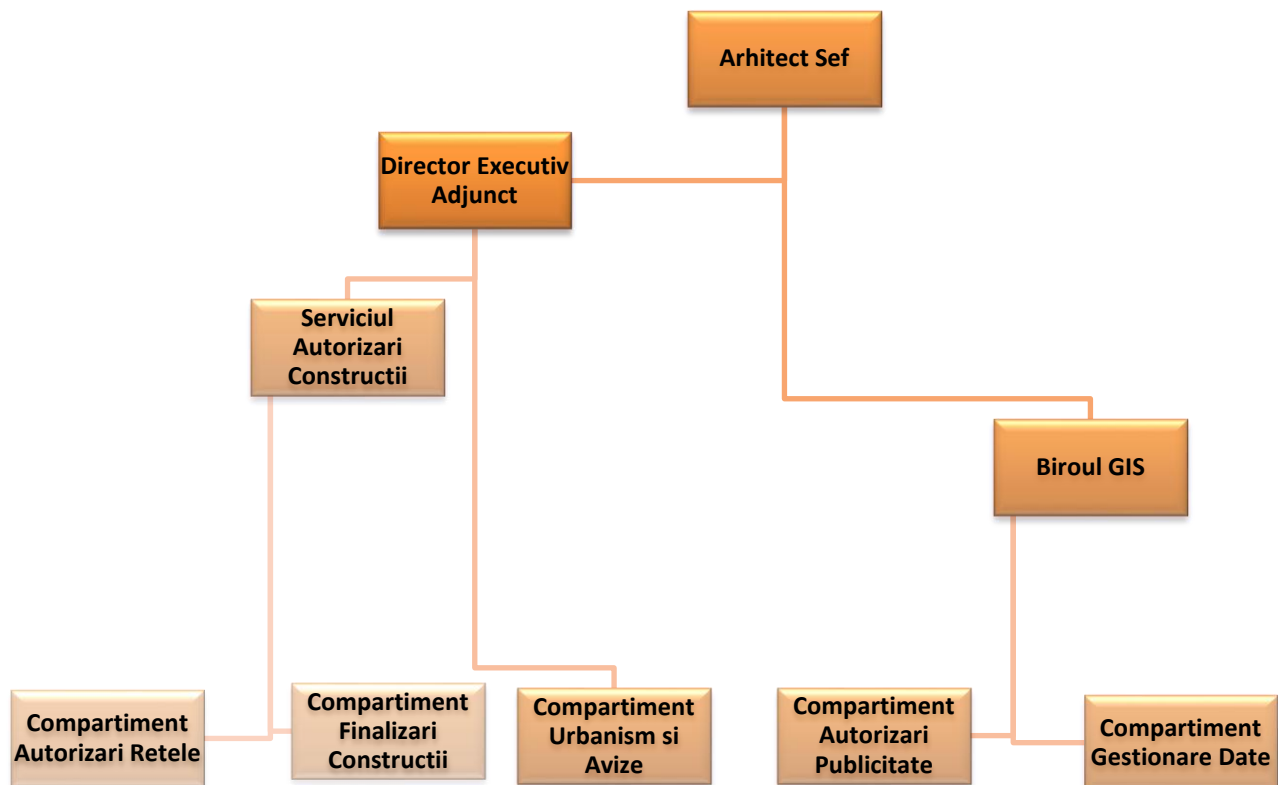 Arhitect Sef
Director Executiv
Adjunct
Serviciul
Autorizari
Constructii
Biroul GIS
Compartiment
Autorizari Retele
Compartiment
Finalizari
Constructii
Compartiment
Urbanism si
Avize
Compartiment
Autorizari
Publicitate
Compartiment
Gestionare Date